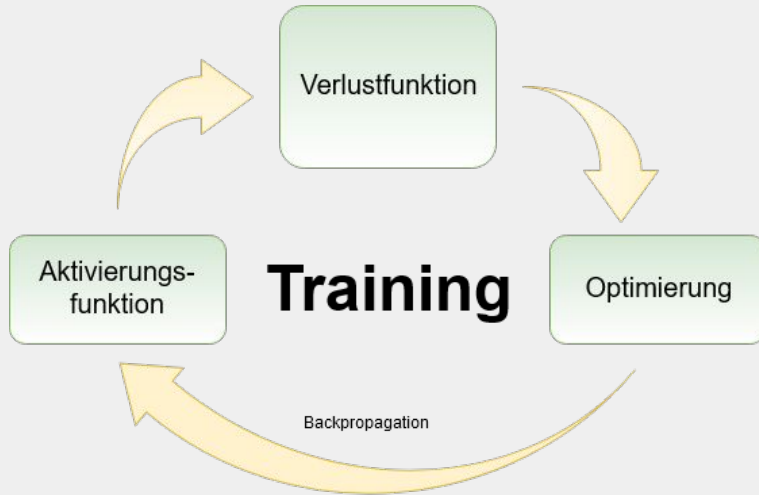 Verlustfunktion
Aktivierungs-
funktion
Training
Optimierung
Backpropagation